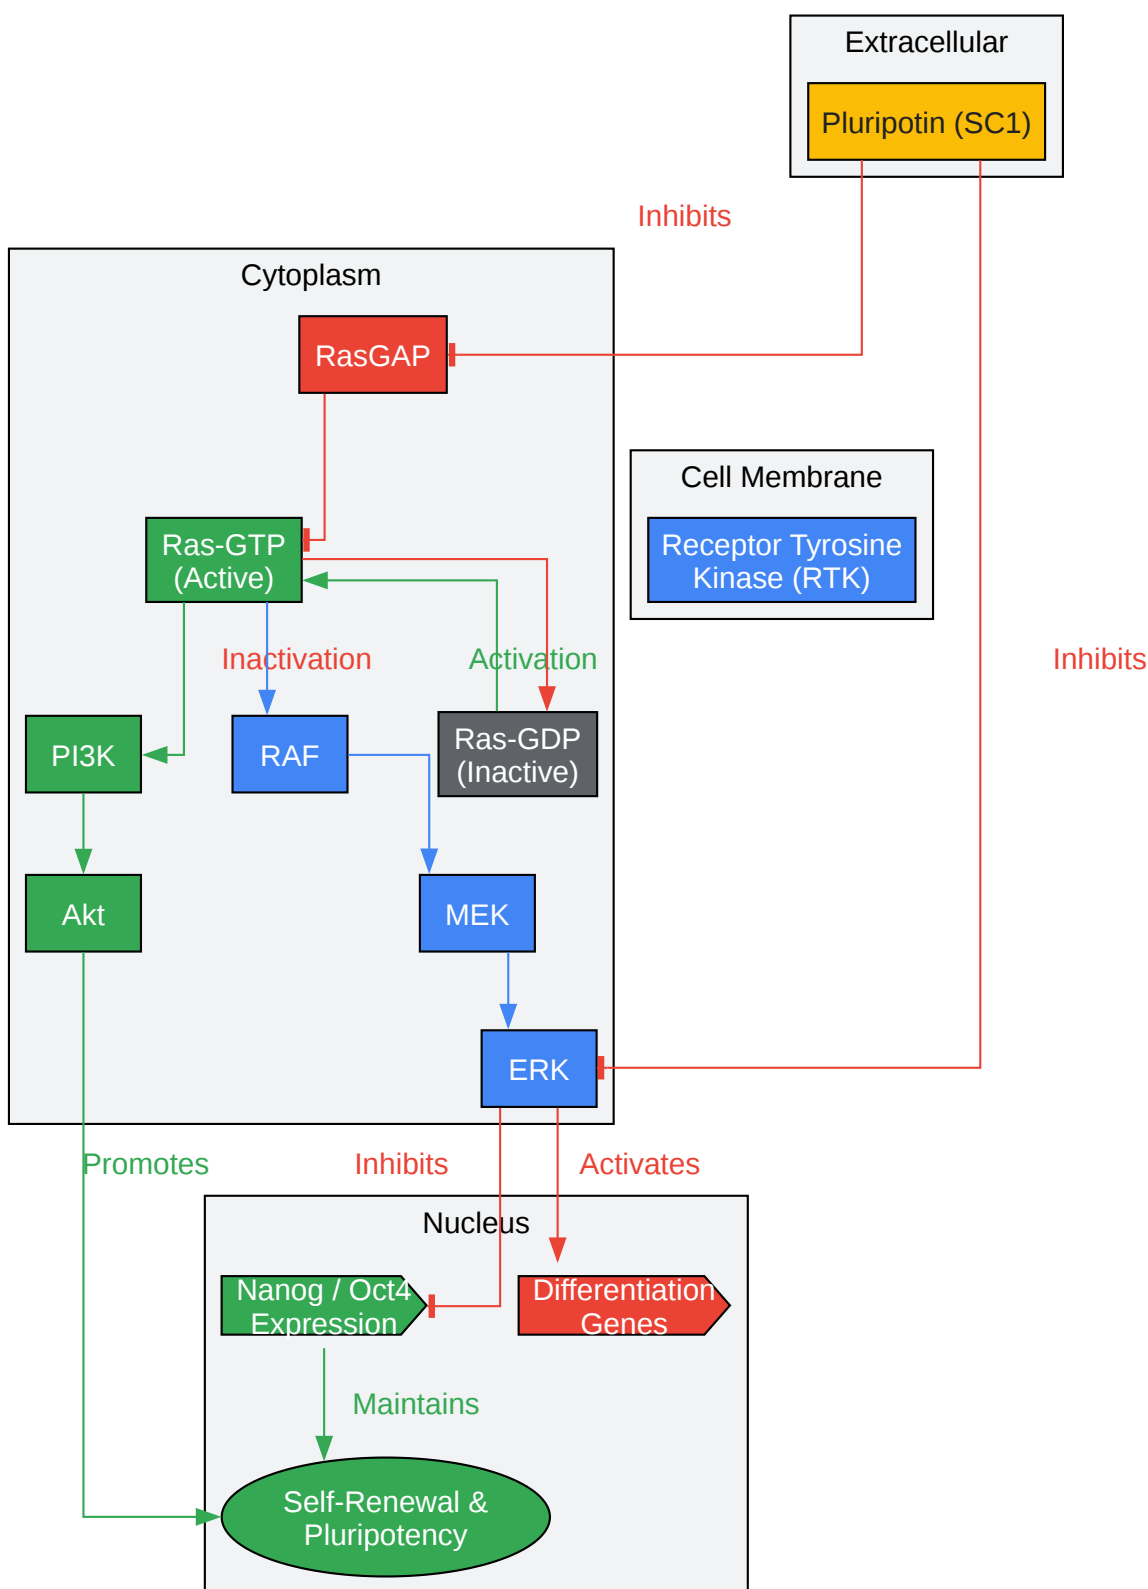 Extracellular
Pluripotin (SC1)
Inhibits
Cytoplasm
RasGAP
Cell Membrane
Receptor Tyrosine
Kinase (RTK)
Ras-GTP
(Active)
Inactivation
Activation
Inhibits
PI3K
RAF
Ras-GDP
(Inactive)
Akt
MEK
ERK
Promotes
Inhibits
Activates
Nucleus
Nanog / Oct4
Expression
Differentiation
Genes
Maintains
Self-Renewal &
Pluripotency